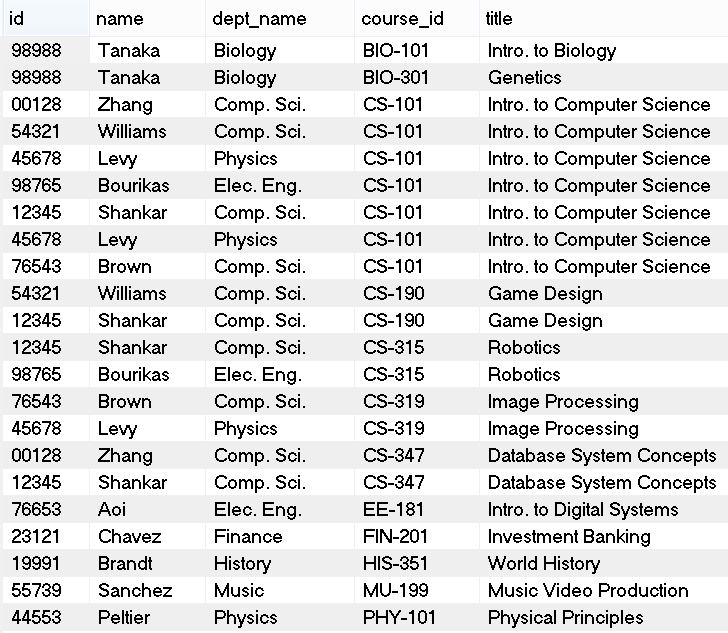 id name dept_name course_id title
98988 Tanaka Biology BIO-101 Intro. to Biology
98988 Tanaka Biology BIO-301 Genetics
00128 Zhang Comp. Sci. CS-101 Intro. to Computer Science
54321 Williams Comp. Sci. CS-101 Intro. to Computer Science
45678 Levy Physics CS-101 Intro. to Computer Science
98765 Bourikas Elec. Eng. CS-101 Intro. to Computer Science
12345 Shankar Comp. Sci. CS-101 Intro. to Computer Science
45678 Levy Physics CS-101 Intro. to Computer Science
76543 Brown Comp. Sci. CS-101 Intro. to Computer Science
54321 Williams Comp. Sci. CS-190 Game Design
12345 Shankar Comp. Sci. CS-190 Game Design
12345 Shankar Comp. Sci. CS-315 Robotics
98765 Bourikas Elec. Eng. CS-315 Robotics
76543 Brown Comp. Sci. CS-319 Image Processing
45678 Levy Physics CS-319 Image Processing
00128 Zhang Comp. Sci. CS-347 Database System Concepts
12345 Shankar Comp. Sci. CS-347 Database System Concepts
76653 Aoi Elec. Eng. EE-181 Intro. to Digital Systems
23121 Chavez Finance FIN-201 Investment Banking
19991 Brandt History HIS-351 World History
55739 Sanchez Music MU-199 Music Video Production
44553 Peltier Physics PHY-101 Physical Principles